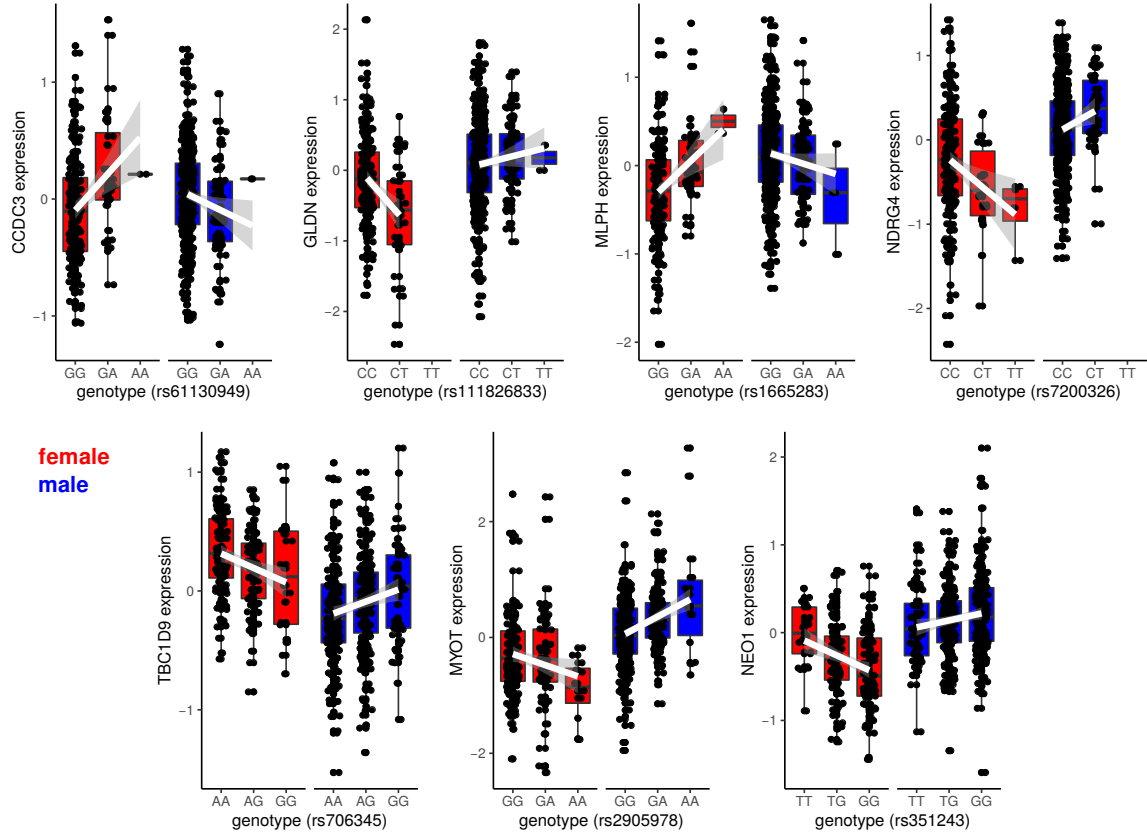 CCDC3 expression
1
0
−1
GG GA AA GG GA AA
genotype (rs61130949)
GLDN expression
2
1
0
−1
−2
CC CT TT CC CT TT
genotype (rs111826833)
MLPH expression
1
0
−1
−2
GG GA AA GG GA AA
genotype (rs1665283)
NDRG4 expression
1
0
−1
−2
CC CT TT CC CT TT
genotype (rs7200326)
female
male
TBC1D9 expression
1
0
−1
AA AG GG AA AG GG
genotype (rs706345)
MYOT expression
2
0
−2
GG GA AA GG GA AA
genotype (rs2905978)
NEO1 expression
2
1
0
−1
TT TG GG TT TG GG
genotype (rs351243)